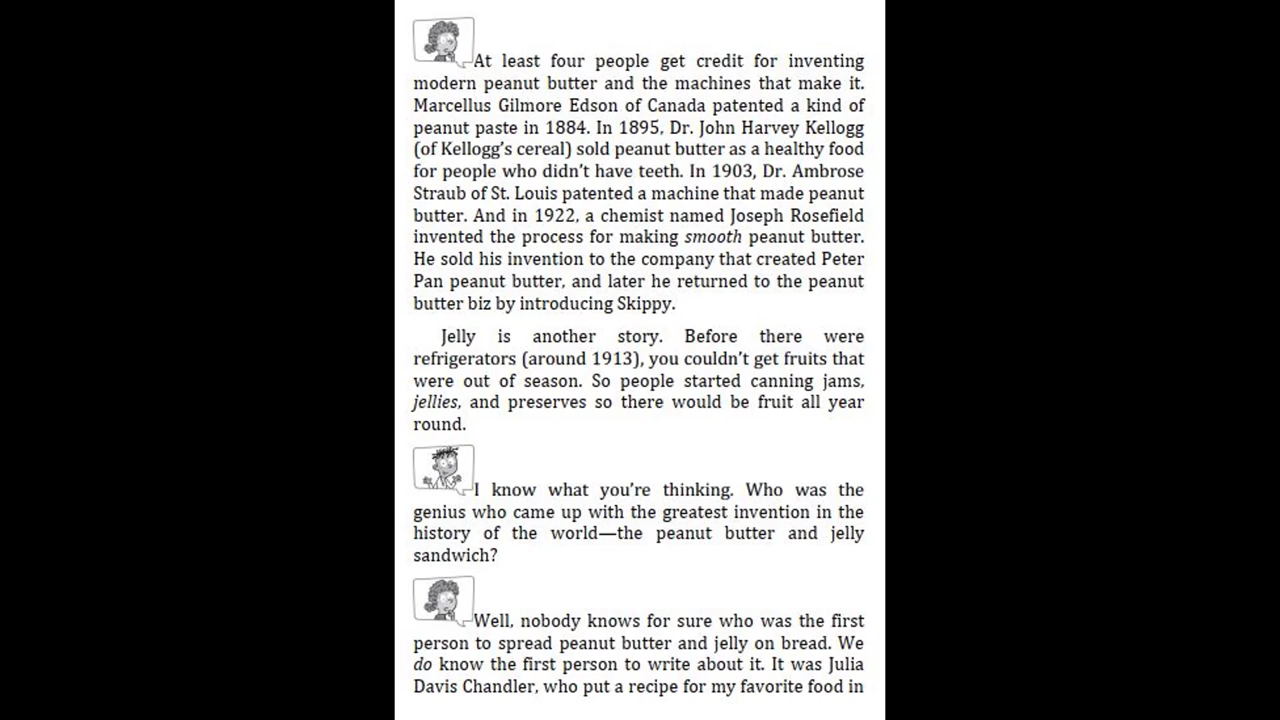 At least four people get credit for inventing
modern peanut butter and the machines that make it.
Marcellus Gilmore Edson of Canada patented a kind of
peanut paste in 1884. In 1895, Dr. John Harvey Kellogg
(of Kellogg's cereal) sold peanut butter as a healthy food
for people who didn't have teeth. In 1903, Dr. Ambrose
Straub of St. Louis patented a machine that made peanut
butter. And in 1922, a chemist named Joseph Rosefield
invented the process for making smooth peanut butter.
He sold his invention to the company that created Peter
Pan peanut butter, and later he returned to the peanut
butter biz by introducing Skippy.
Jelly is another story. Before there were
refrigerators (around 1913), you couldn't get fruits that
were out of season. So people started canning jams,
jellies, and preserves so there would be fruit all year
round.
I know what you're thinking. Who was the
genius who came up with the greatest invention in the
history of the world—the peanut butter and jelly
sandwich?
Well, nobody knows for sure who was the first
person to spread peanut butter and jelly on bread. We
do know the first person to write about it. It was Julia
Davis Chandler, who put a recipe for my favorite food in